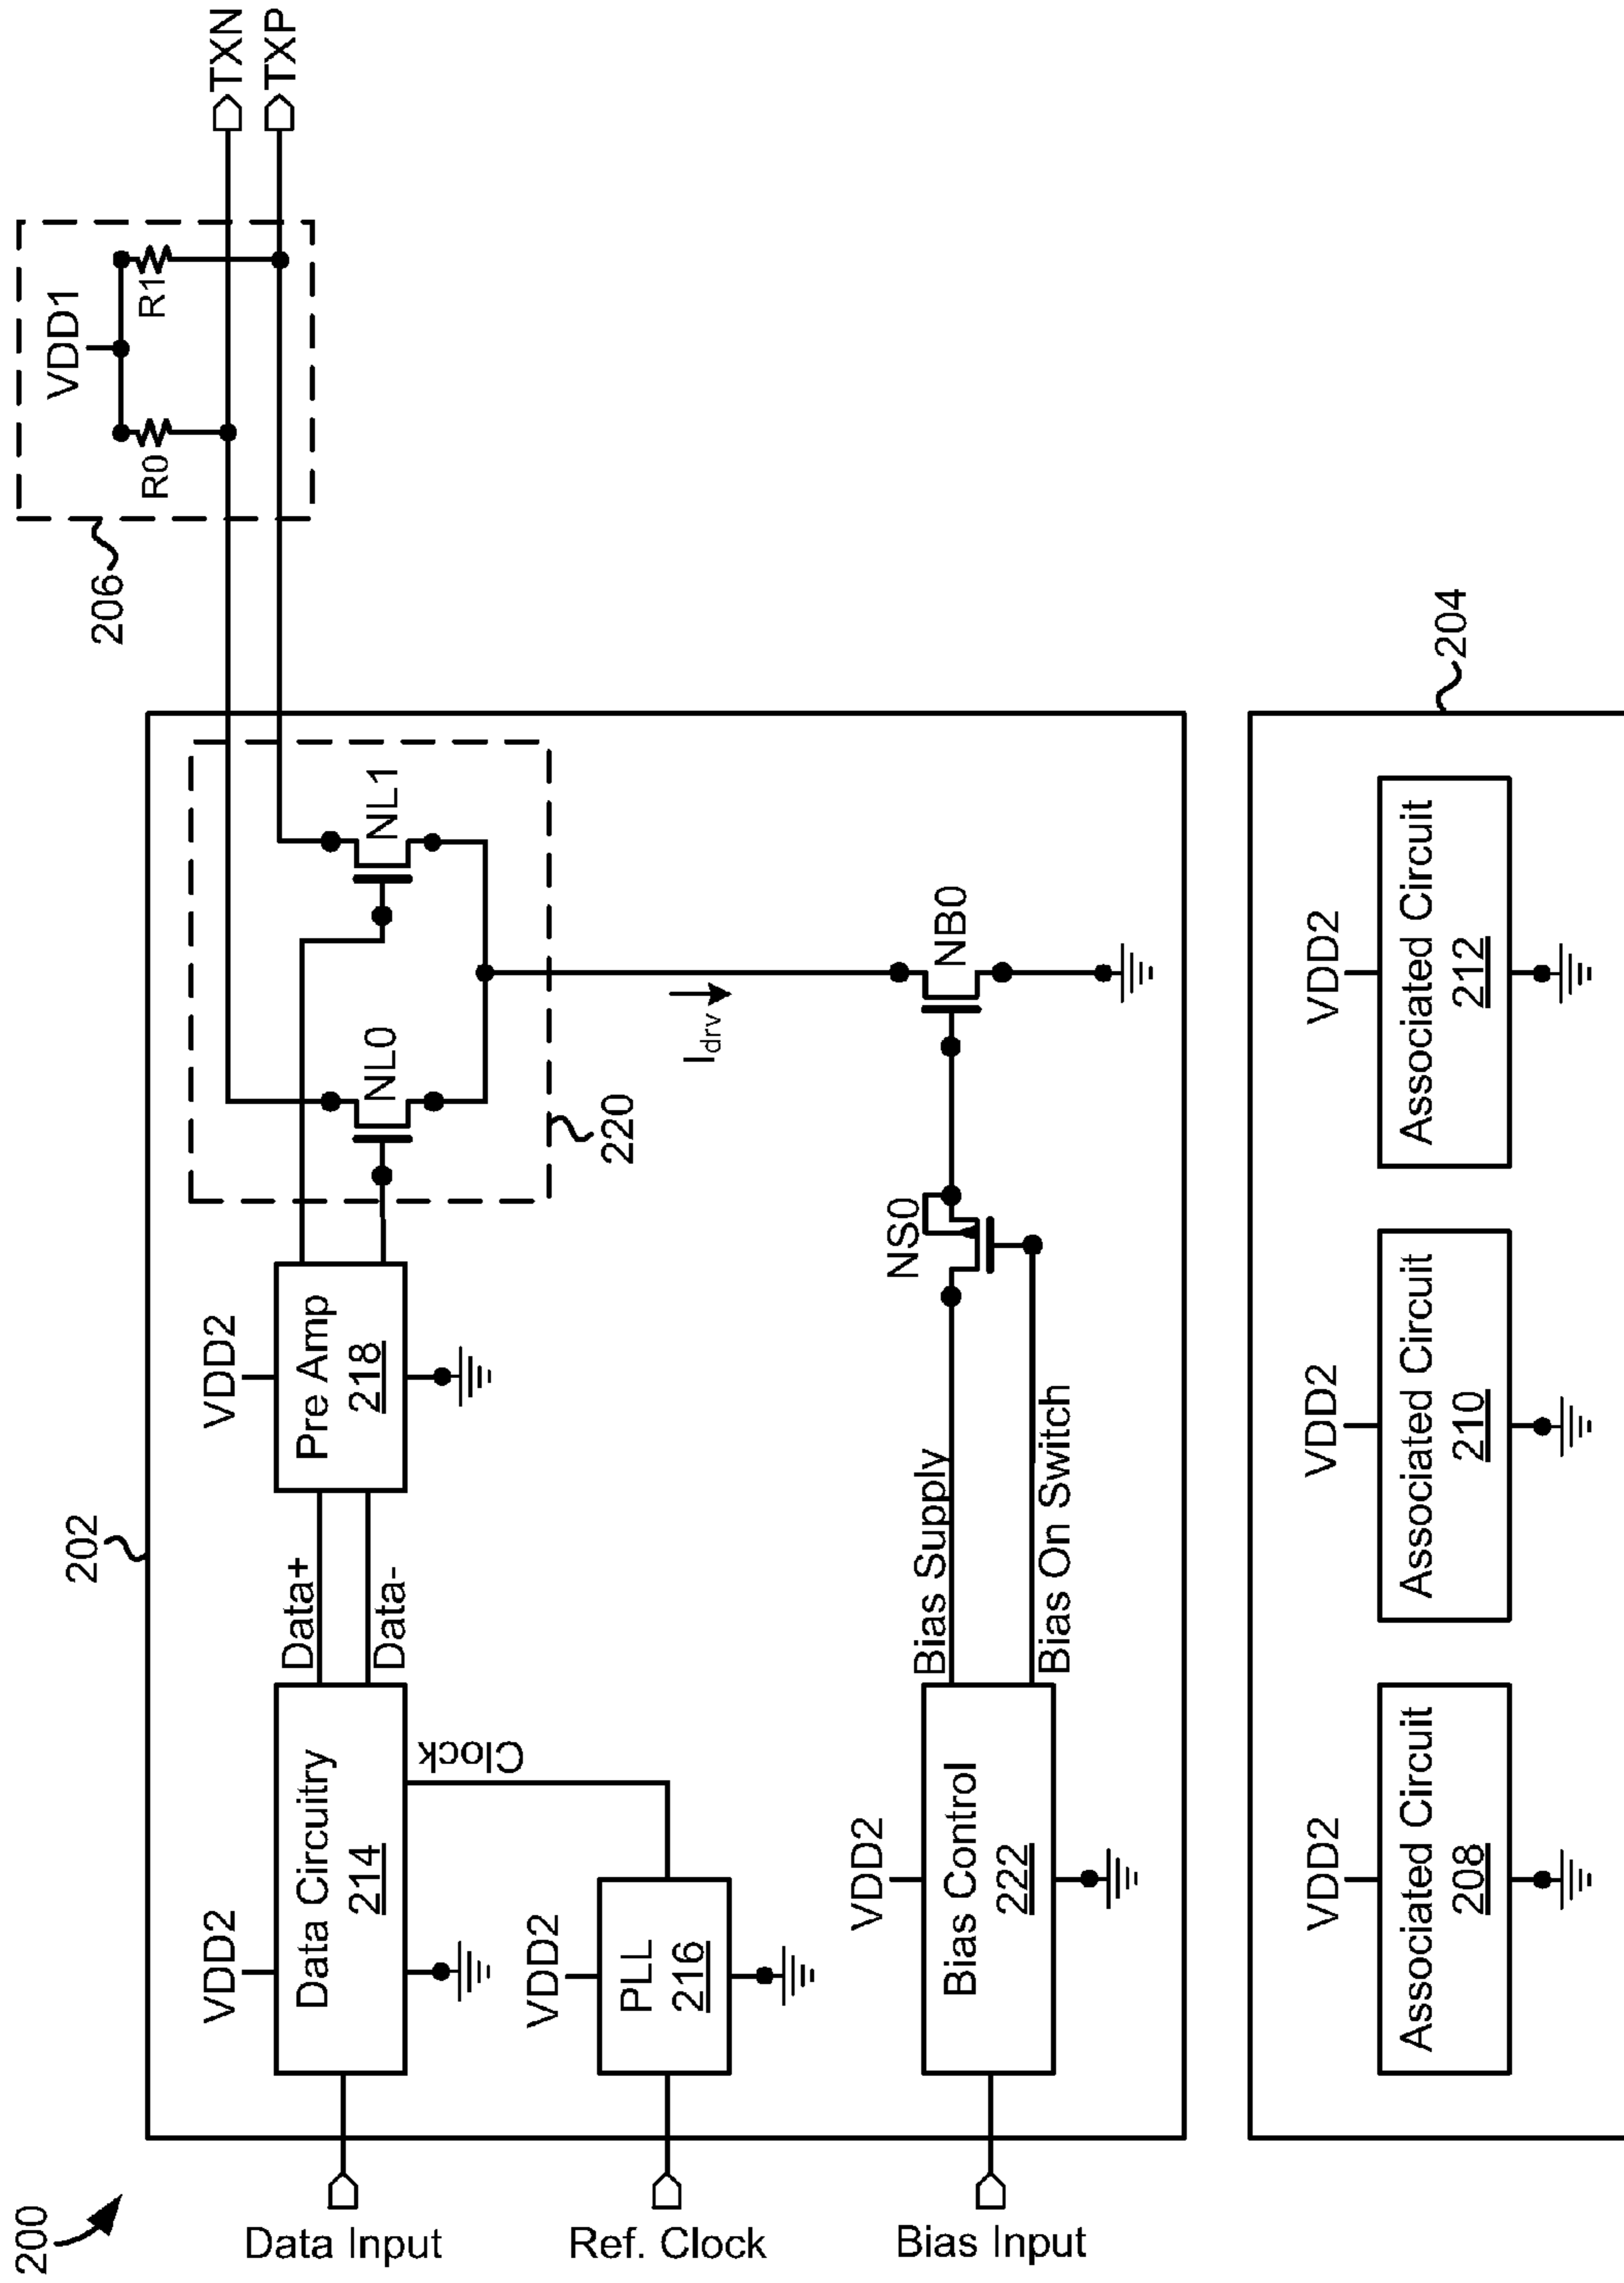 200
202
206
VDD1
R0
R1
TXN
TXP
VDD2
Data Circuitry
214
Data+
Data-
VDD2
Pre Amp
218
NL0
NL1
220
Data Input
Clock
VDD2
PLL
216
Ref. Clock
Idrv
VDD2
Bias Control
222
Bias Supply
Bias On Switch
NS0
NB0
Bias Input
204
VDD2
Associated Circuit
208
VDD2
Associated Circuit
210
VDD2
Associated Circuit
212